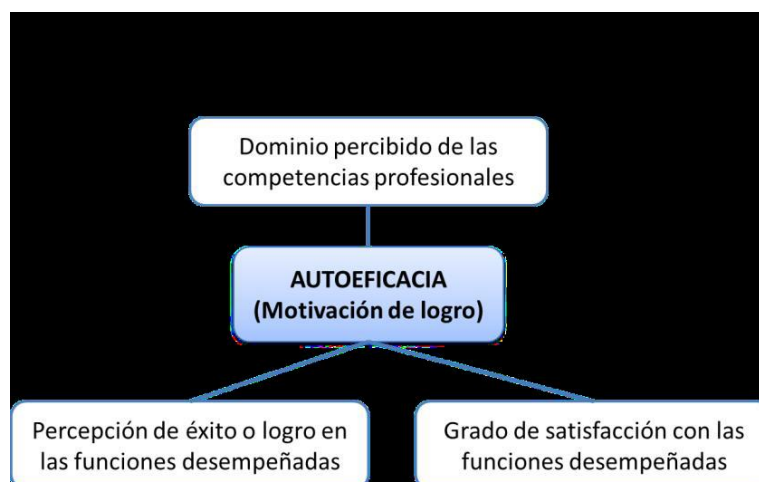 Dominio percibido de las
competencias profesionales
AUTOEFICACIA
(Motivación de logro)
Percepción de éxito o logro en
las funciones desempeñadas
Grado de satisfacción con las
funciones desempeñadas